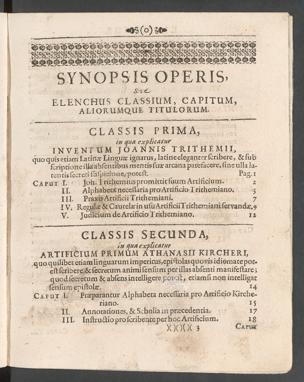 (o)
SYNOPSIS OPERIS,
sive
ELENCHUS CLASSIUM, CAPITUM,
ALIORUMQUE TITULORUM.
CLASSIS PRIMA,
in qua explicatur
INVENTUM JOANNIS TRITHEMII,
quo quis etiam Latinæ Linguæ ignarus, latine eleganter scribere, & sub
scriptione illa absentibus mentis suæ arcana patefacere, sine ulla la-
tentis secreti suspicione, potest. Pag. 1
CAPUT I. Joh. Trithemius promittit suum Artificium. 2
II. Alphabeta necessaria pro Artificio Trithemiano. 3
III. Praxis Artificii Trithemiani. 7
IV. Regulæ & Cautelæ in usu Artificii Trithemiani servandæ. 9
V. Judicium de Artificio Trithemiano. 12
CLASSIS SECUNDA,
in qua explicatur
ARTIFICIUM PRIMUM ATHANASII KIRCHERI,
quo quilibet etiam linguarum imperitus, epistolas quovis idiomate pot-
est scribere, & secretum animi sensum per illas absenti manifestare;
quod secretum & absens intelligere potest, etiamsi non intelligat
sensum epistolæ. 14
CAPUT I. Præparantur Alphabeta necessaria pro Artificio Kirche-
riano. 15
II. Annotationes, & Scholia in præcedentia. 17
III. Instructio pro scribente per hoc Artificium. 18
)()()()( 3
CAPUT